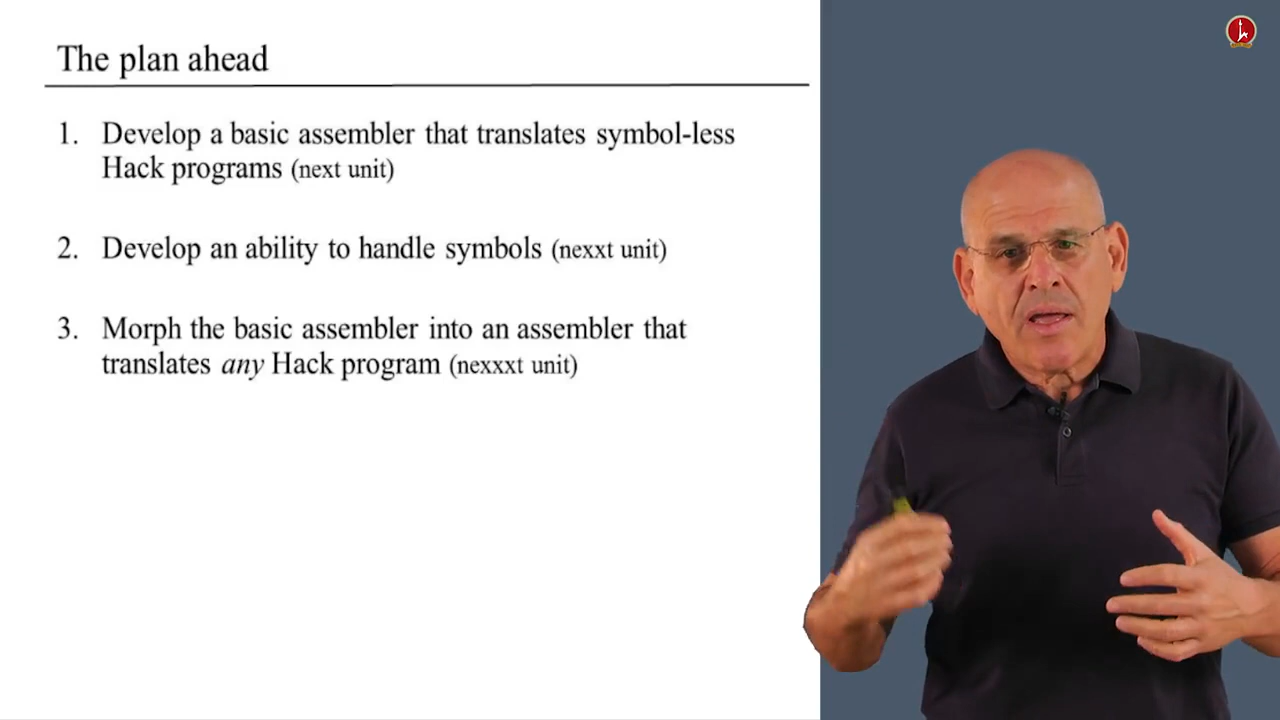 The plan ahead
1. Develop a basic assembler that translates symbol-less
Hack programs (next unit)
2. Develop an ability to handle symbols (nexxt unit)
3. Morph the basic assembler into an assembler that
translates any Hack program (nexxxt unit)